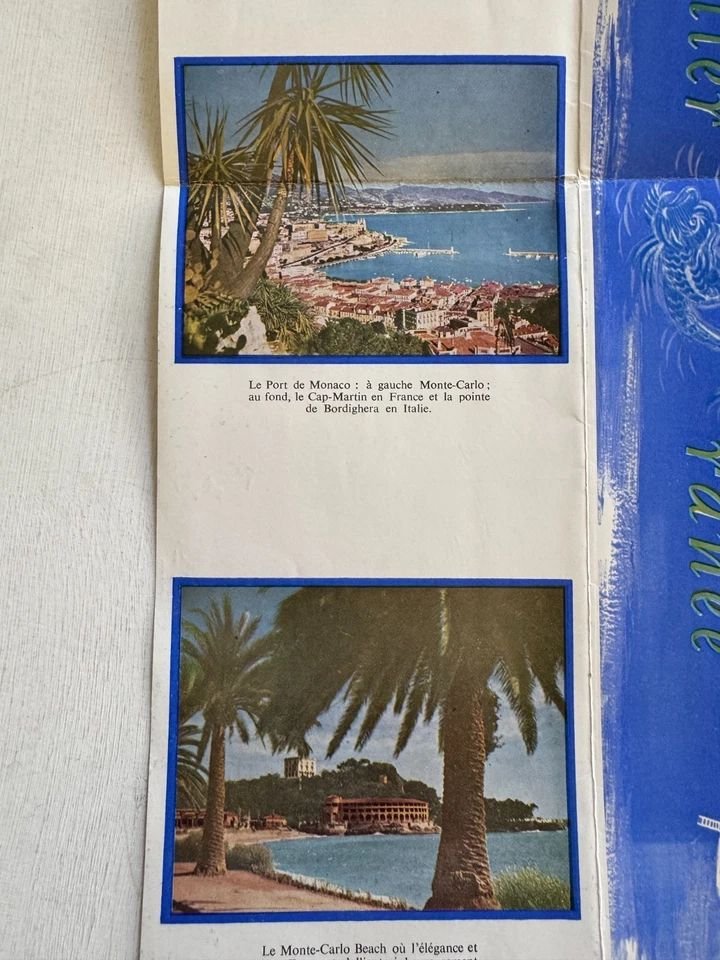 Le Port de Monaco : à gauche Monte-Carlo ;
au fond, le Cap-Martin en France et la pointe
de Bordighera en Italie.
Le Monte-Carlo Beach où l'élégance et